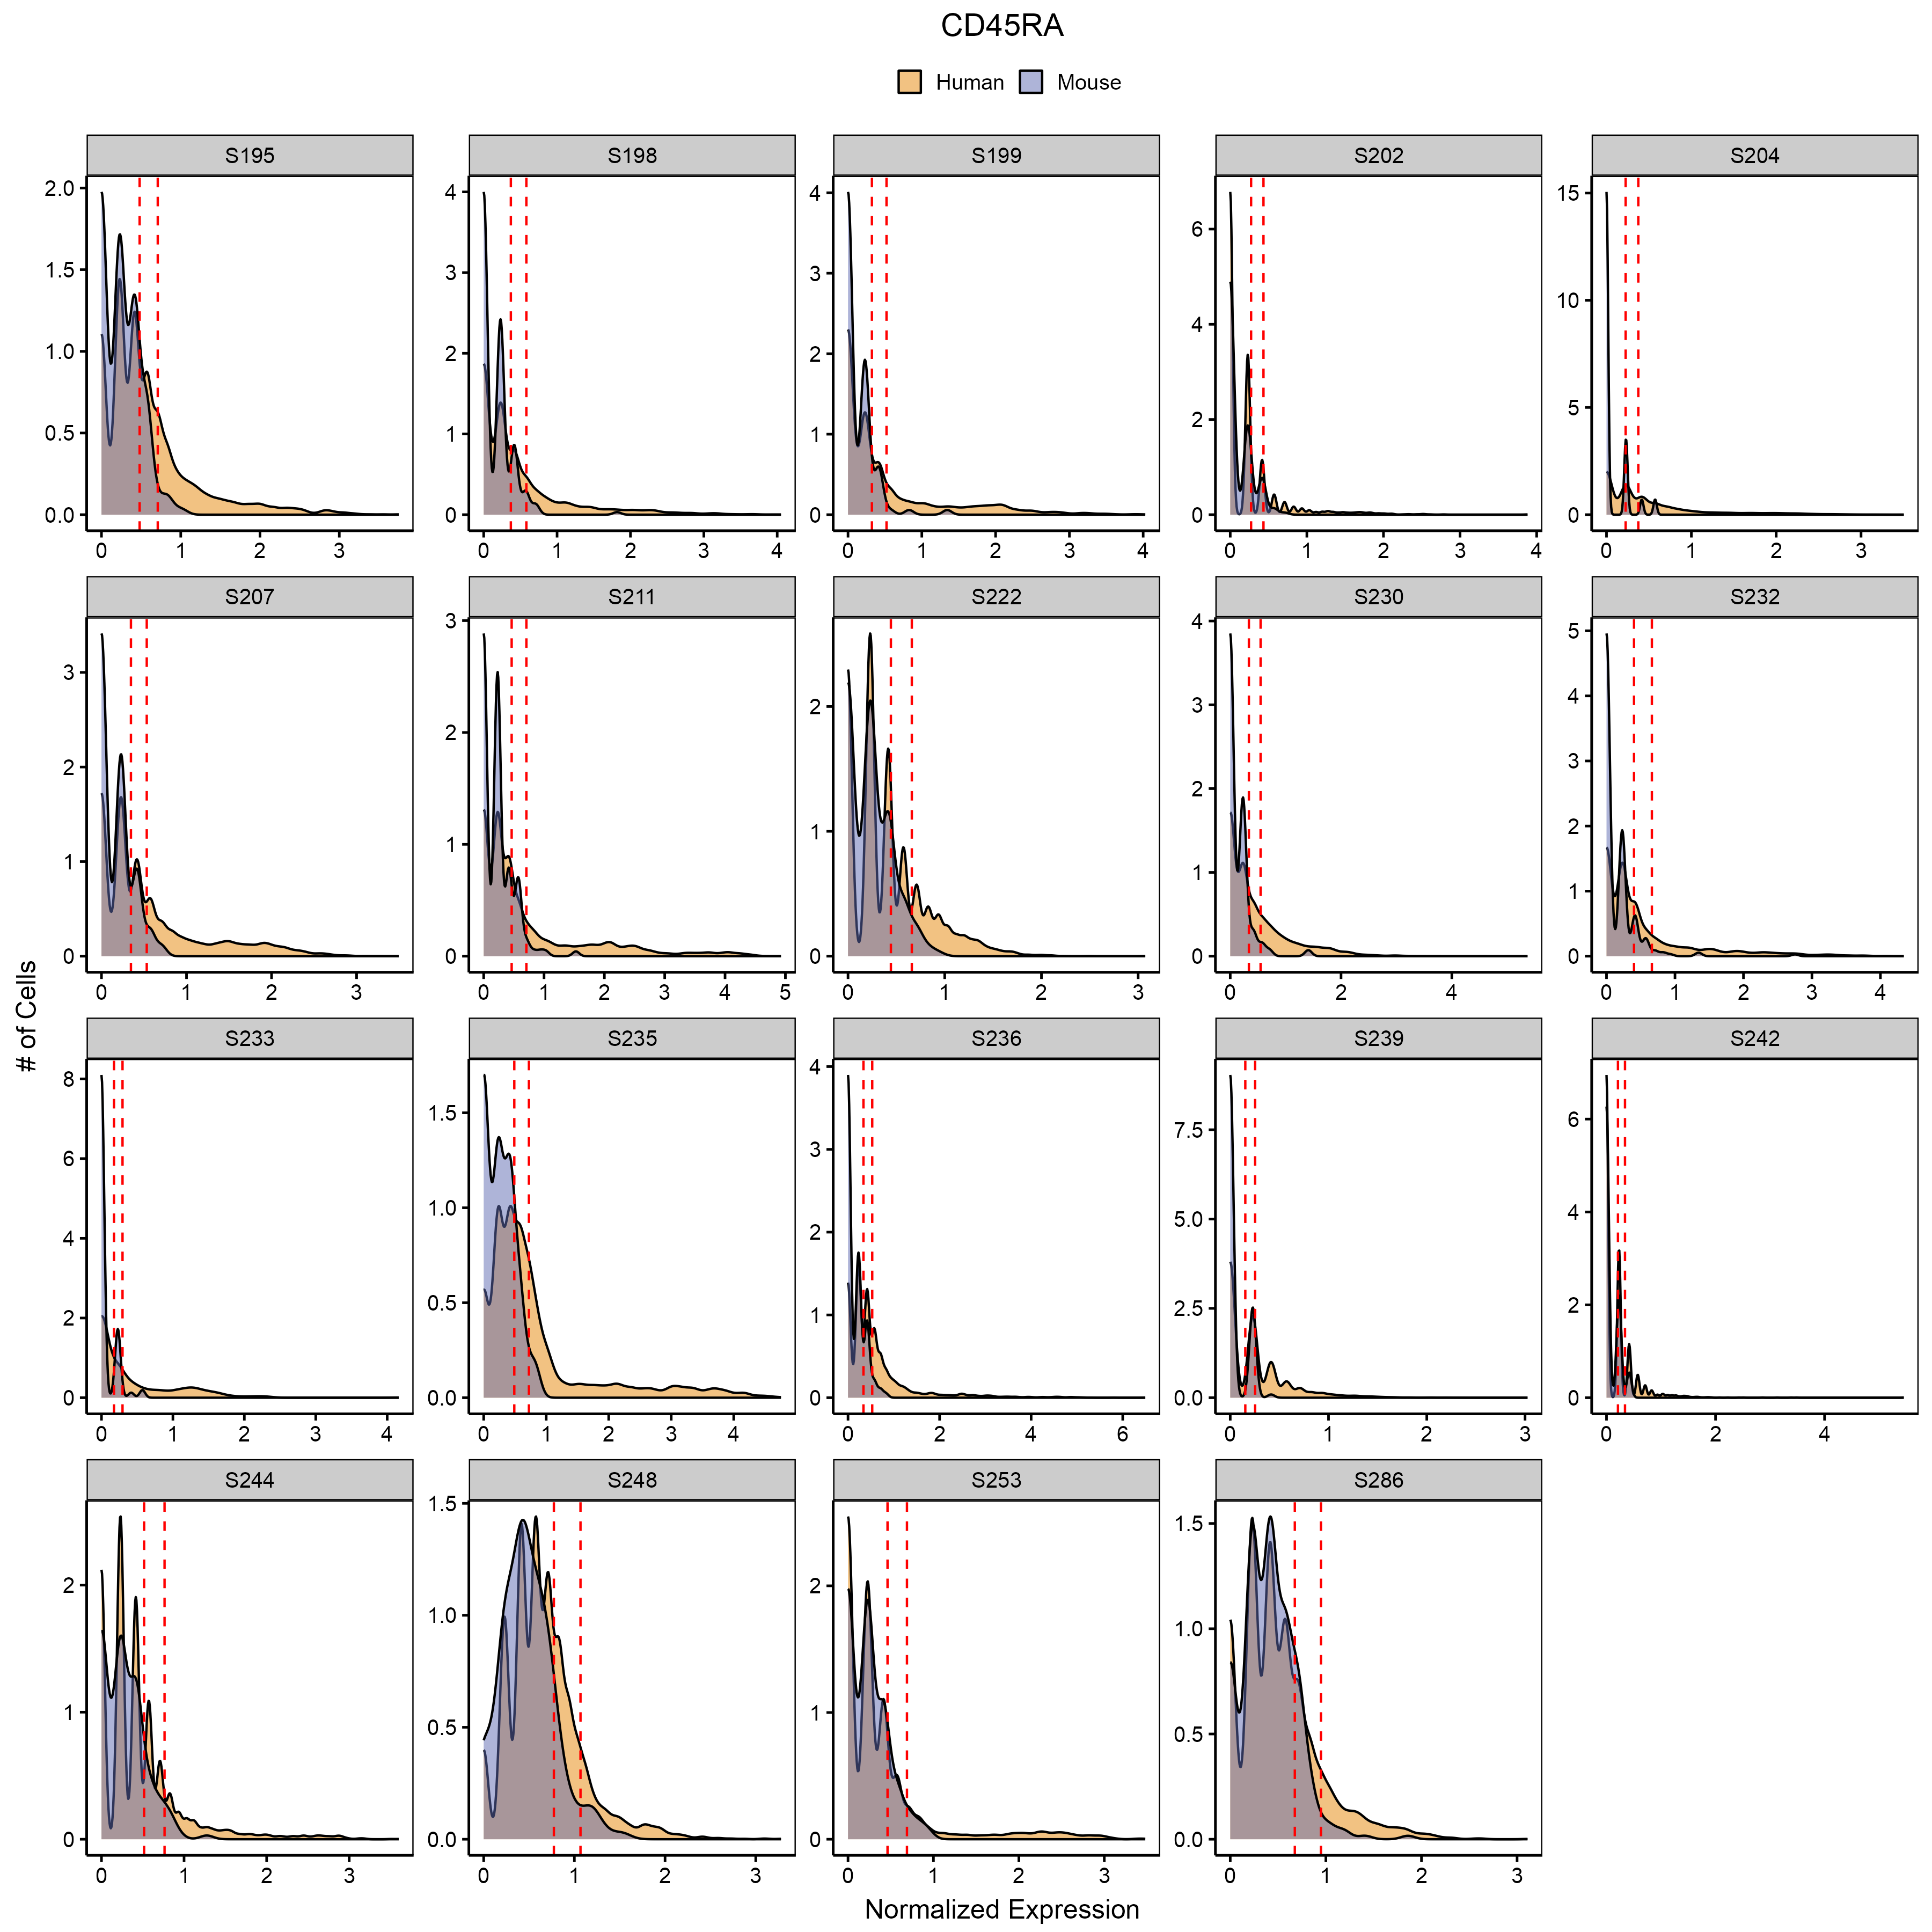 CD45RA
Human Mouse
S195 S198 S199 S202 S204
2.0 1.5 1.0 0.5 0.0
0 1 2 3
4 3 2 1 0
0 1 2 3 4
4 3 2 1 0
0 1 2 3 4
6 4 2 0
0 1 2 3 4
15 10 5 0
0 1 2 3
S207 S211 S222 S230 S232
3 2 1 0
0 1 2 3
3 2 1 0
0 1 2 3 4 5
2 1 0
0 1 2 3
4 3 2 1 0
0 2 4
5 4 3 2 1 0
0 1 2 3 4
S233 S235 S236 S239 S242
8 6 4 2 0
0 1 2 3 4
1.5 1.0 0.5 0.0
0 1 2 3 4
4 3 2 1 0
0 2 4 6
7.5 5.0 2.5 0.0
0 1 2 3
6 4 2 0
0 2 4
S244 S248 S253 S286
2 1 0
0 1 2 3
1.5 1.0 0.5 0.0
0 1 2 3
2 1 0
0 1 2 3
1.5 1.0 0.5 0.0
0 1 2 3
# of Cells
Normalized Expression